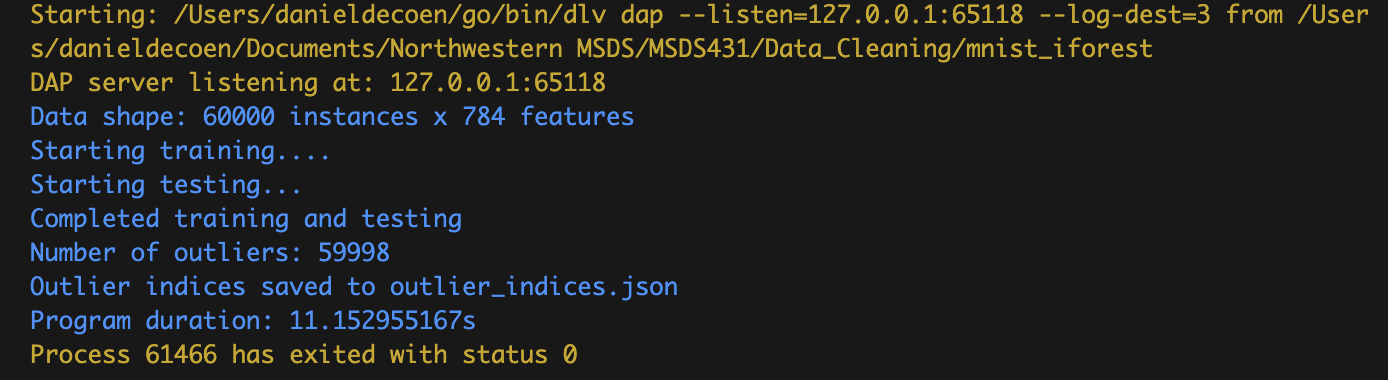 Starting: /Users/danieldecoen/go/bin/dlv dap --listen=127.0.0.1:65118 --log-dest=3 from /User
s/danieldecoen/Documents/Northwestern MSDS/MSDS431/Data_Cleaning/mnist_iforest
DAP server listening at: 127.0.0.1:65118
Data shape: 60000 instances x 784 features
Starting training....
Starting testing...
Completed training and testing
Number of outliers: 59998
Outlier indices saved to outlier_indices.json
Program duration: 11.152955167s
Process 61466 has exited with status 0